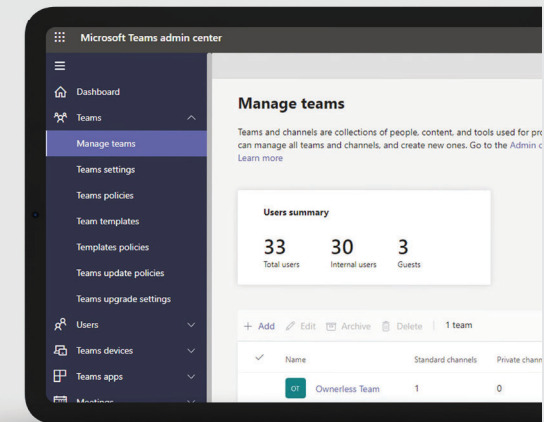 Microsoft Teams admin center
Dashboard
Teams
Manage teams
Teams settings
Teams policies
Team templates
Templates policies
Teams update policies
Teams upgrade settings
Users
Teams devices
Teams apps
Meetings
Manage teams
Teams and channels are collections of people, content, and tools used for pro
can manage all teams and channels, and create new ones. Go to the Admin c
Learn more
Users summary
33 30 3
Total users Internal users Guests
+ Add Edit Archive Delete 1 team
Name Standard channels Private chann
OT Ownerless Team 1 0